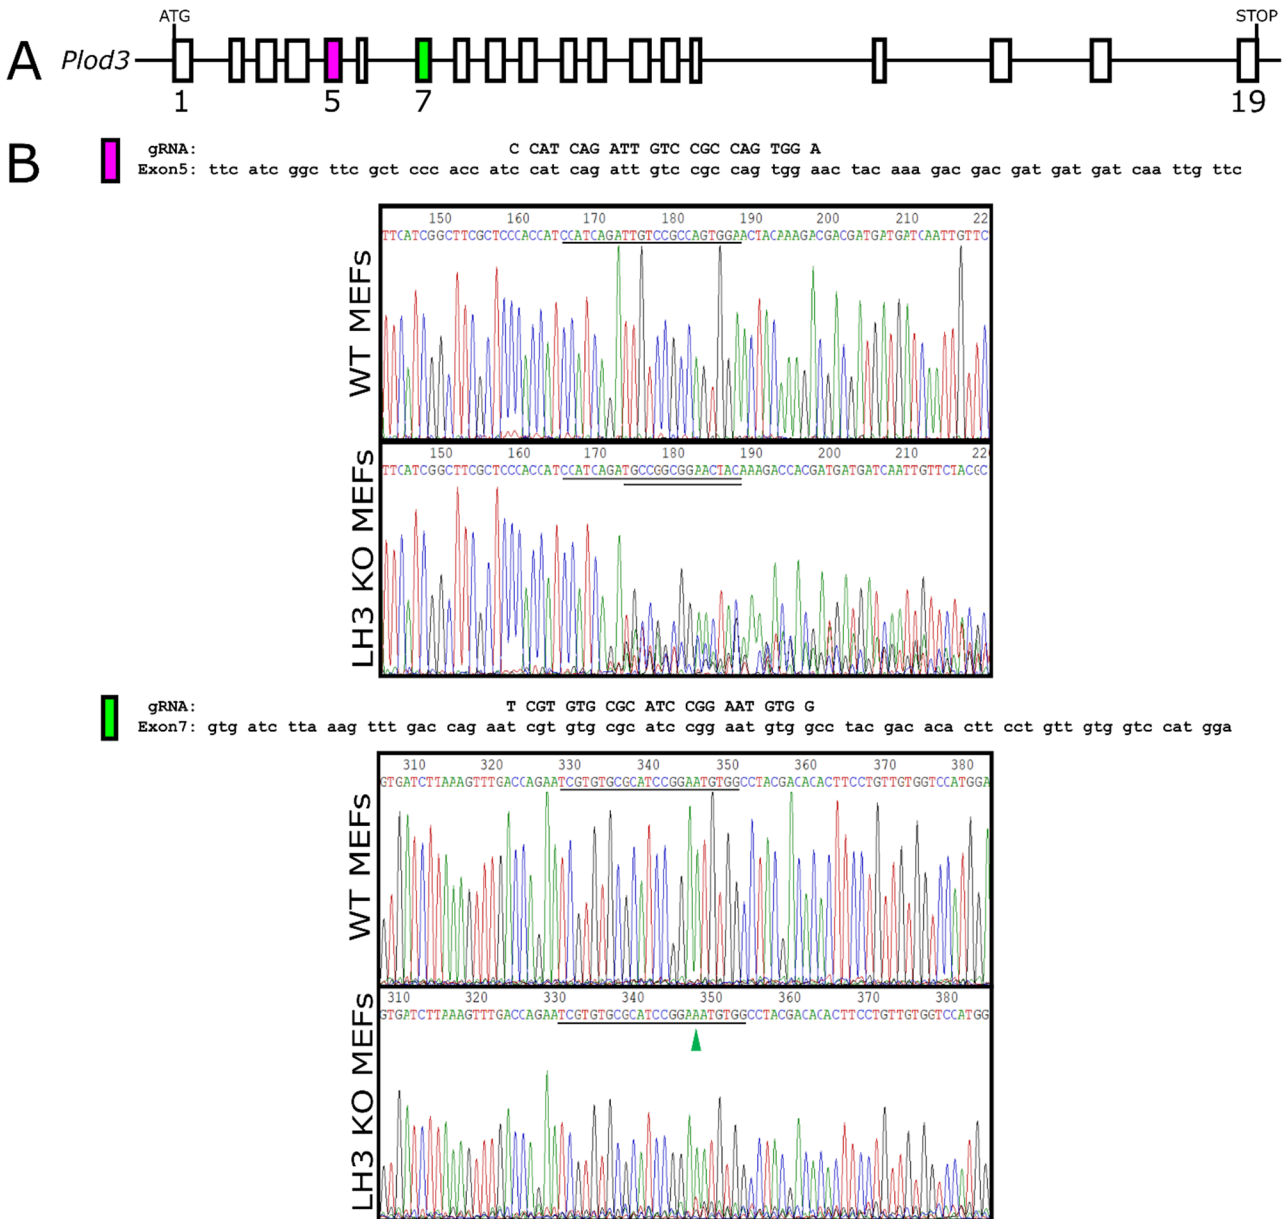 ATG STOP
A Plod3
1 5 7 19
B gRNA: C CAT CAG ATT GTC CGC CAG TGG A
Exon5: ttc atc ggc ttc gct ccc acc atc cat cag att gtc cgc cag tgg aac tac aaa gac gac gat gat gat caa ttg ttc
150 160 170 180 190 200 210 22
TTCATCGGCTTCGCTCCCACCATCCATCAGATTGTCCGCCAGTGGAACTACAAAGACGACGATGATGATCAATTGTTC
WT MEFs
150 160 170 180 190 200 210 220
TTCATCGGCTTCGCTCCCACCATCCATCAGATGCCGGCGGAACTACAAAGACCACGATGATGATCAATTGTTCTACGC
LH3 KO MEFs
gRNA: T CGT GTG CGC ATC CGG AAT GTG G
Exon7: gtg atc tta aag ttt gac cag aat cgt gtg cgc atc cgg aat gtg gcc tac gac aca ctt cct gtt gtg gtc cat gga
310 320 330 340 350 360 370 380
GTGATCTTAAAGTTTGACCAGAATCGTGTGCGCATCCGGAATGTGGCCTACGACACACTTCCTGTTGTGGTCCATGGA
WT MEFs
310 320 330 340 350 360 370 380
GTGATCTTAAAGTTTGACCAGAATCGTGTGCGCATCCGGAAATGTGGCCTACGACACACTTCCTGTTGTGGTCCATGG
LH3 KO MEFs